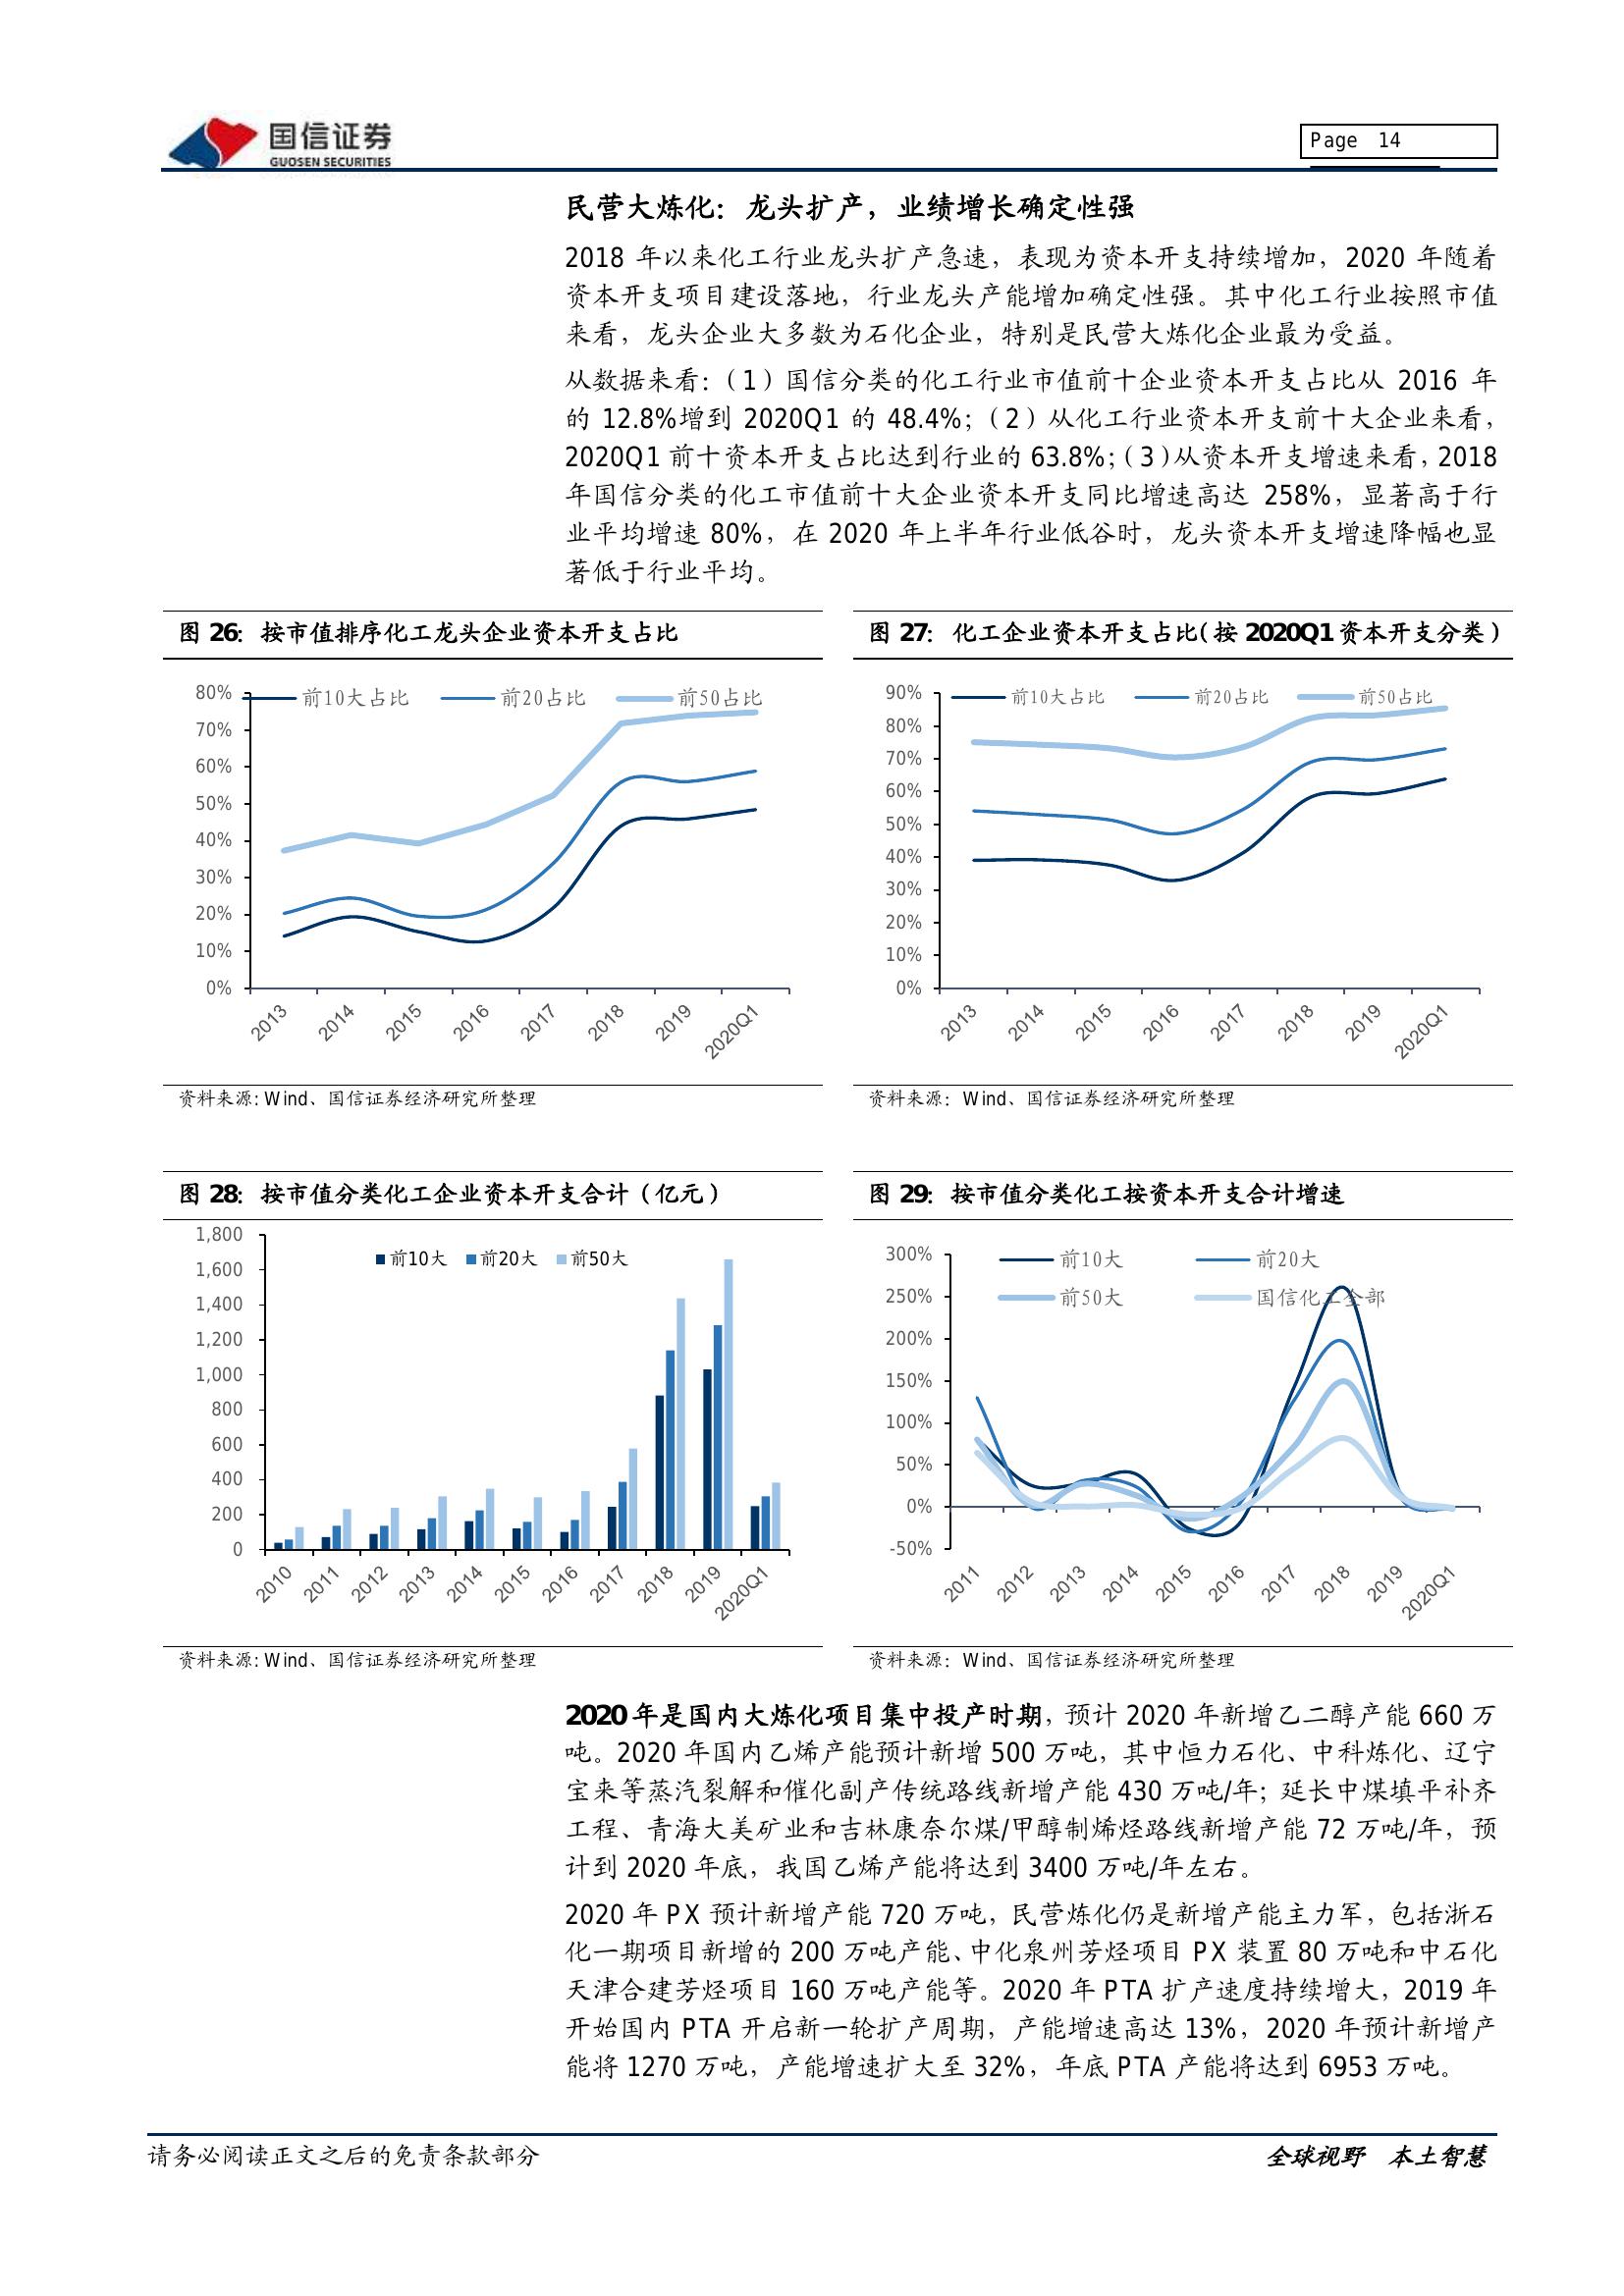 国信证券
GUOSEN SECURITIES
Page 14
民营大炼化：龙头扩产，业绩增长确定性强
2018 年以来化工行业龙头扩产急速，表现为资本开支持续增加，2020 年随着
资本开支项目建设落地，行业龙头产能增加确定性强。其中化工行业按照市值
来看，龙头企业大多数为石化企业，特别是民营大炼化企业最为受益。
从数据来看：（1）国信分类的化工行业市值前十企业资本开支占比从 2016 年
的 12.8%增到 2020Q1 的 48.4%；（2）从化工行业资本开支前十大企业来看，
2020Q1 前十资本开支占比达到行业的 63.8%；（3）从资本开支增速来看，2018
年国信分类的化工市值前十大企业资本开支同比增速高达 258%，显著高于行
业平均增速 80%，在 2020 年上半年行业低谷时，龙头资本开支增速降幅也显
著低于行业平均。
图 26：按市值排序化工龙头企业资本开支占比
80%
70%
60%
50%
40%
30%
20%
10%
0%
前10大占比 前20占比 前50占比
2013 2014 2015 2016 2017 2018 2019 2020Q1
资料来源: Wind、国信证券经济研究所整理
图 27：化工企业资本开支占比（按 2020Q1 资本开支分类）
90%
80%
70%
60%
50%
40%
30%
20%
10%
0%
前10大占比 前20占比 前50占比
2013 2014 2015 2016 2017 2018 2019 2020Q1
资料来源：Wind、国信证券经济研究所整理
图 28：按市值分类化工企业资本开支合计（亿元）
1,800
1,600
1,400
1,200
1,000
800
600
400
200
0
前10大 前20大 前50大
2010 2011 2012 2013 2014 2015 2016 2017 2018 2019 2020Q1
资料来源: Wind、国信证券经济研究所整理
图 29：按市值分类化工按资本开支合计增速
300%
250%
200%
150%
100%
50%
0%
-50%
前10大 前20大
前50大 国信化工全部
2011 2012 2013 2014 2015 2016 2017 2018 2019 2020Q1
资料来源：Wind、国信证券经济研究所整理
2020 年是国内大炼化项目集中投产时期，预计 2020 年新增乙二醇产能 660 万
吨。2020 年国内乙烯产能预计新增 500 万吨，其中恒力石化、中科炼化、辽宁
宝来等蒸汽裂解和催化副产传统路线新增产能 430 万吨/年；延长中煤填平补齐
工程、青海大美矿业和吉林康奈尔煤/甲醇制烯烃路线新增产能 72 万吨/年，预
计到 2020 年底，我国乙烯产能将达到 3400 万吨/年左右。
2020 年 PX 预计新增产能 720 万吨，民营炼化仍是新增产能主力军，包括浙石
化一期项目新增的 200 万吨产能、中化泉州芳烃项目 PX 装置 80 万吨和中石化
天津合建芳烃项目 160 万吨产能等。2020 年 PTA 扩产速度持续增大，2019 年
开始国内 PTA 开启新一轮扩产周期，产能增速高达 13%，2020 年预计新增产
能将 1270 万吨，产能增速扩大至 32%，年底 PTA 产能将达到 6953 万吨。
请务必阅读正文之后的免责条款部分
全球视野 本土智慧